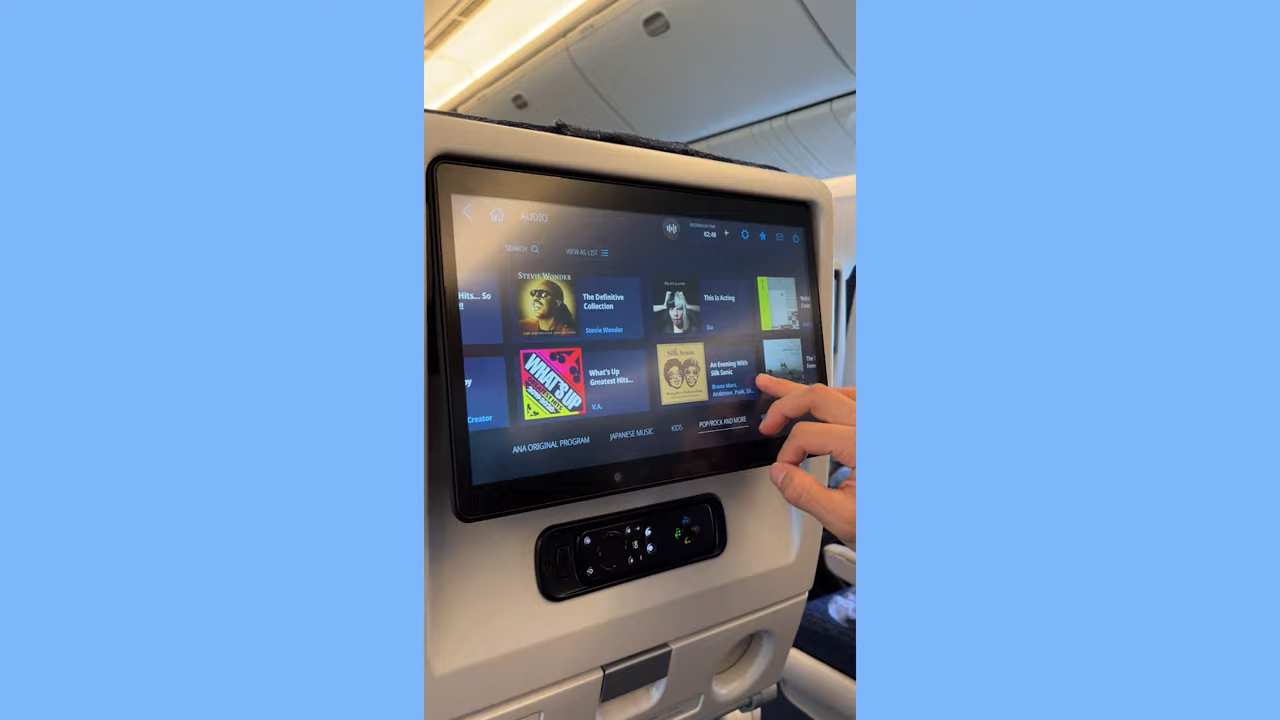 AUDIO
02:48
SEARCH
VIEW AS LIST
Hits... So
!!
STEVIE WONDER
The Definitive
Collection
Stevie Wonder
This Is Acting
Sia
Creator
WHAT'S UP
GREATEST HITS
What's Up
Greatest Hits...
V.A.
Silk Sonic
An Evening With
Silk Sonic
Bruno Mars,
Anderson .Paak, Sil...
ANA ORIGINAL PROGRAM
JAPANESE MUSIC
KIDS
POP/ROCK AND MORE